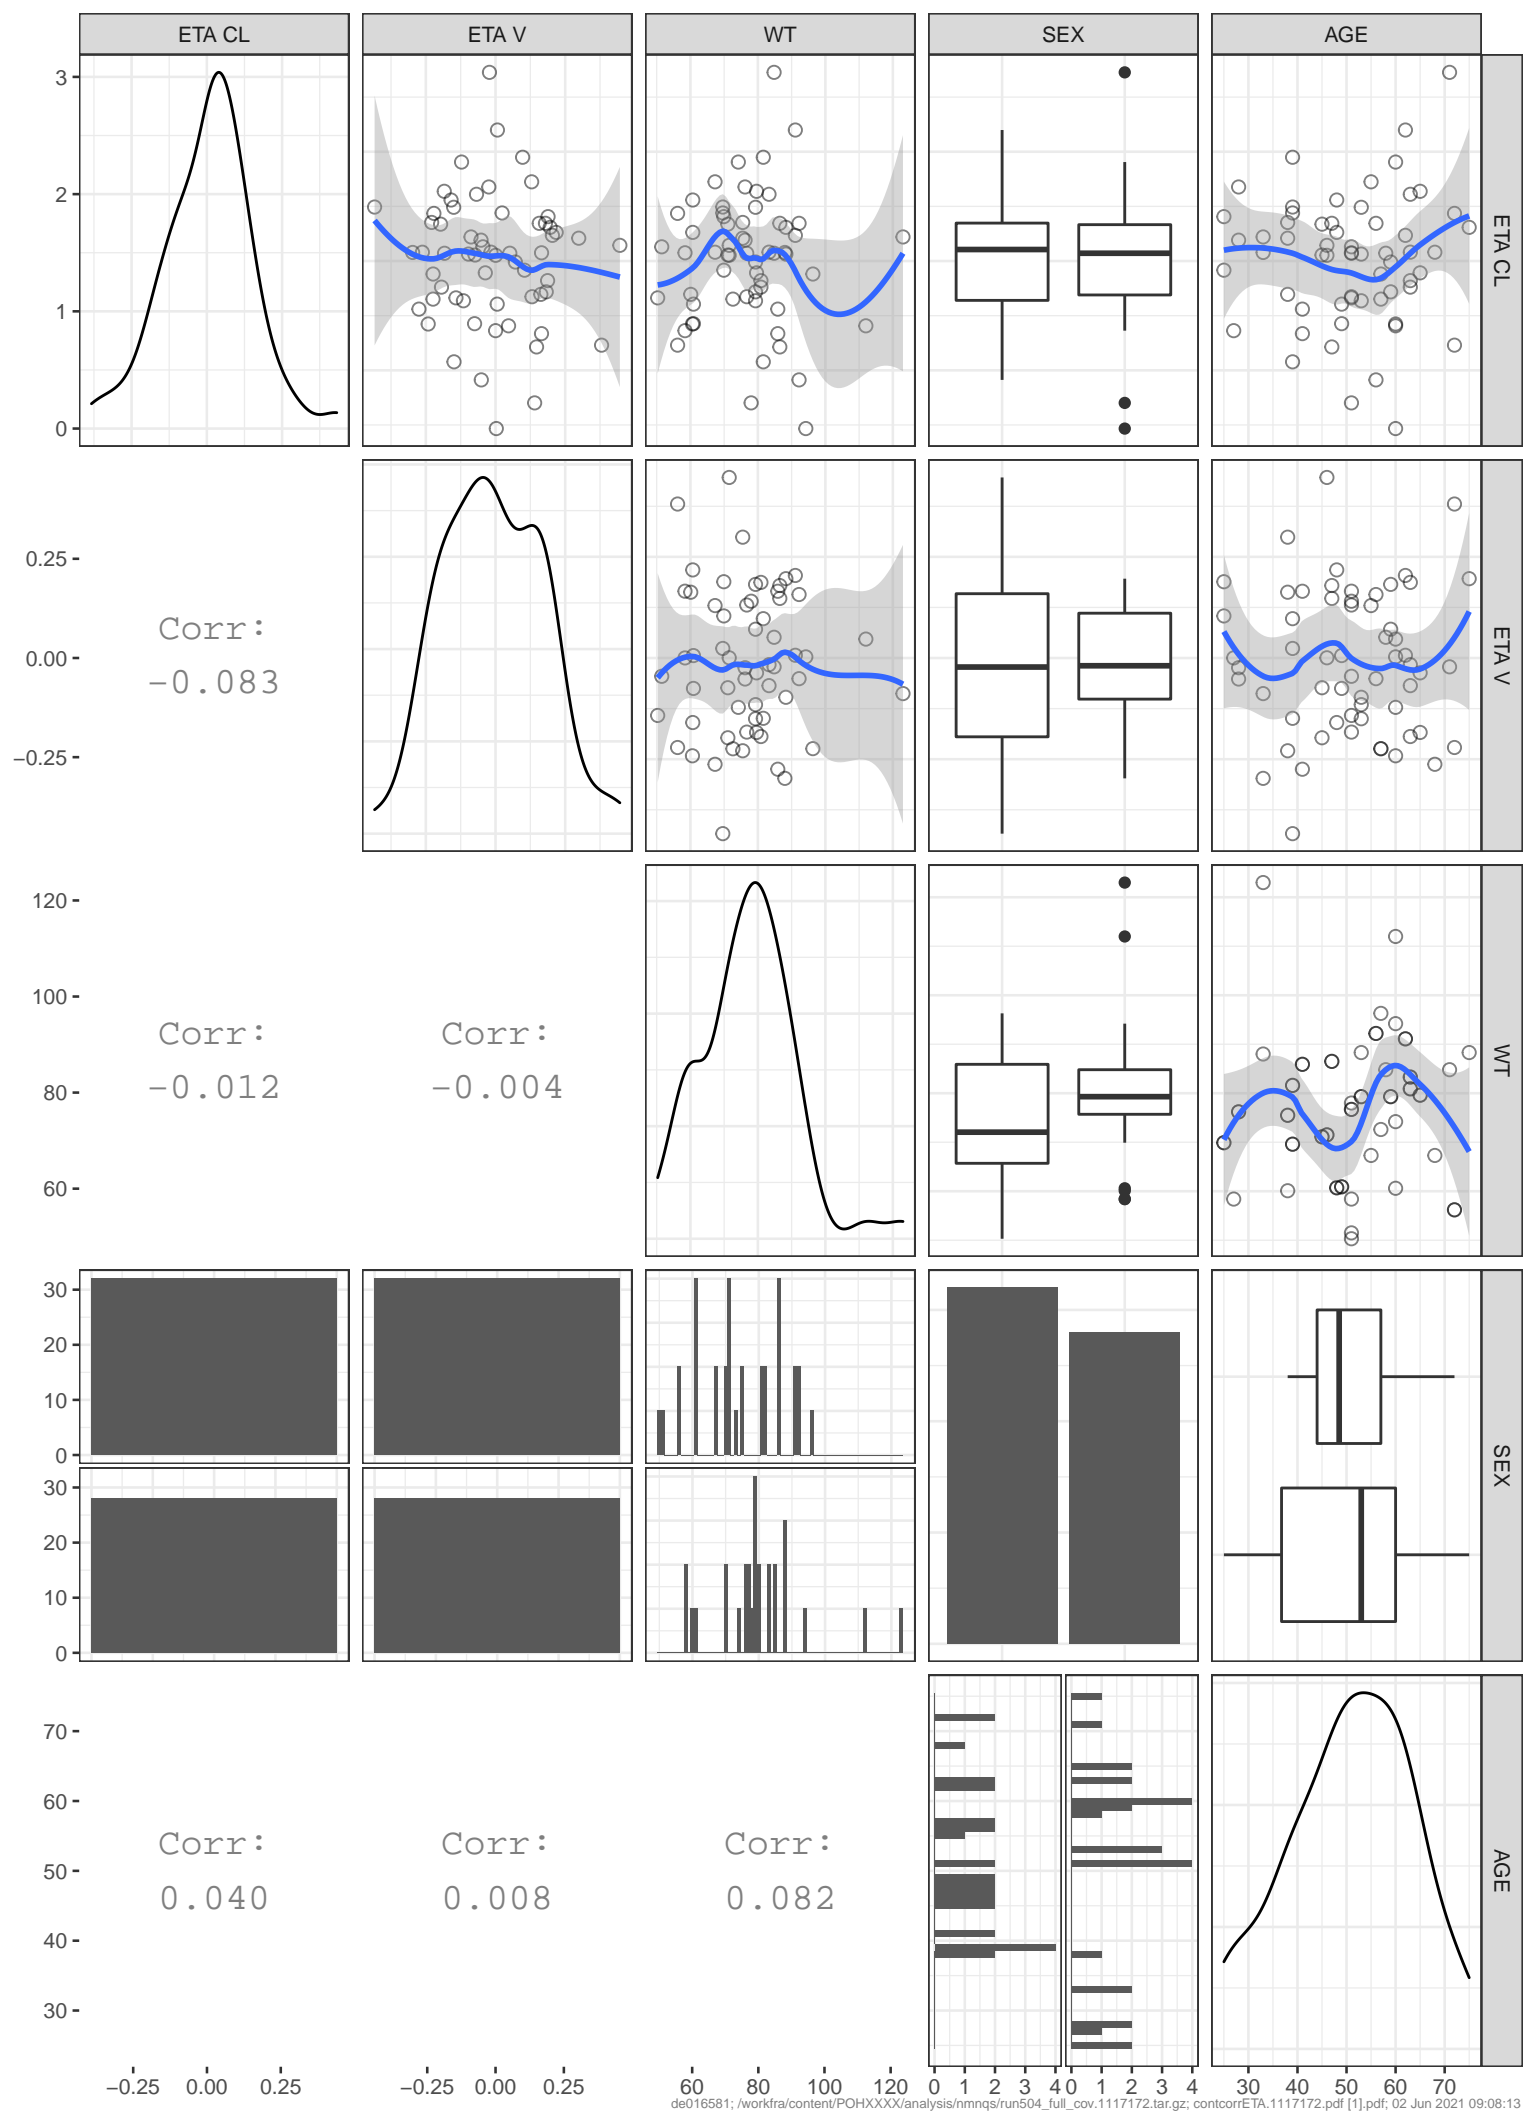 ETA CL ETA V WT SEX AGE
3
2
1
0
ETA CL
0.25
0.00
−0.25
Corr:
−0.083
ETA V
120
100
80
60
Corr: Corr:
−0.012 −0.004
WT
30
20
10
0
30
20
10
0
SEX
70
60
50
40
30
Corr: Corr: Corr:
0.040 0.008 0.082
AGE
−0.25 0.00 0.25 −0.25 0.00 0.25 60 80 100 120 0 1 2 3 4 0 1 2 3 4 30 40 50 60 70
de016581; /workfra/content/POHXXXX/analysis/nmnqs/run504_full_cov.1117172.tar.gz; contcorrETA.1117172.pdf [1].pdf; 02 Jun 2021 09:08:13